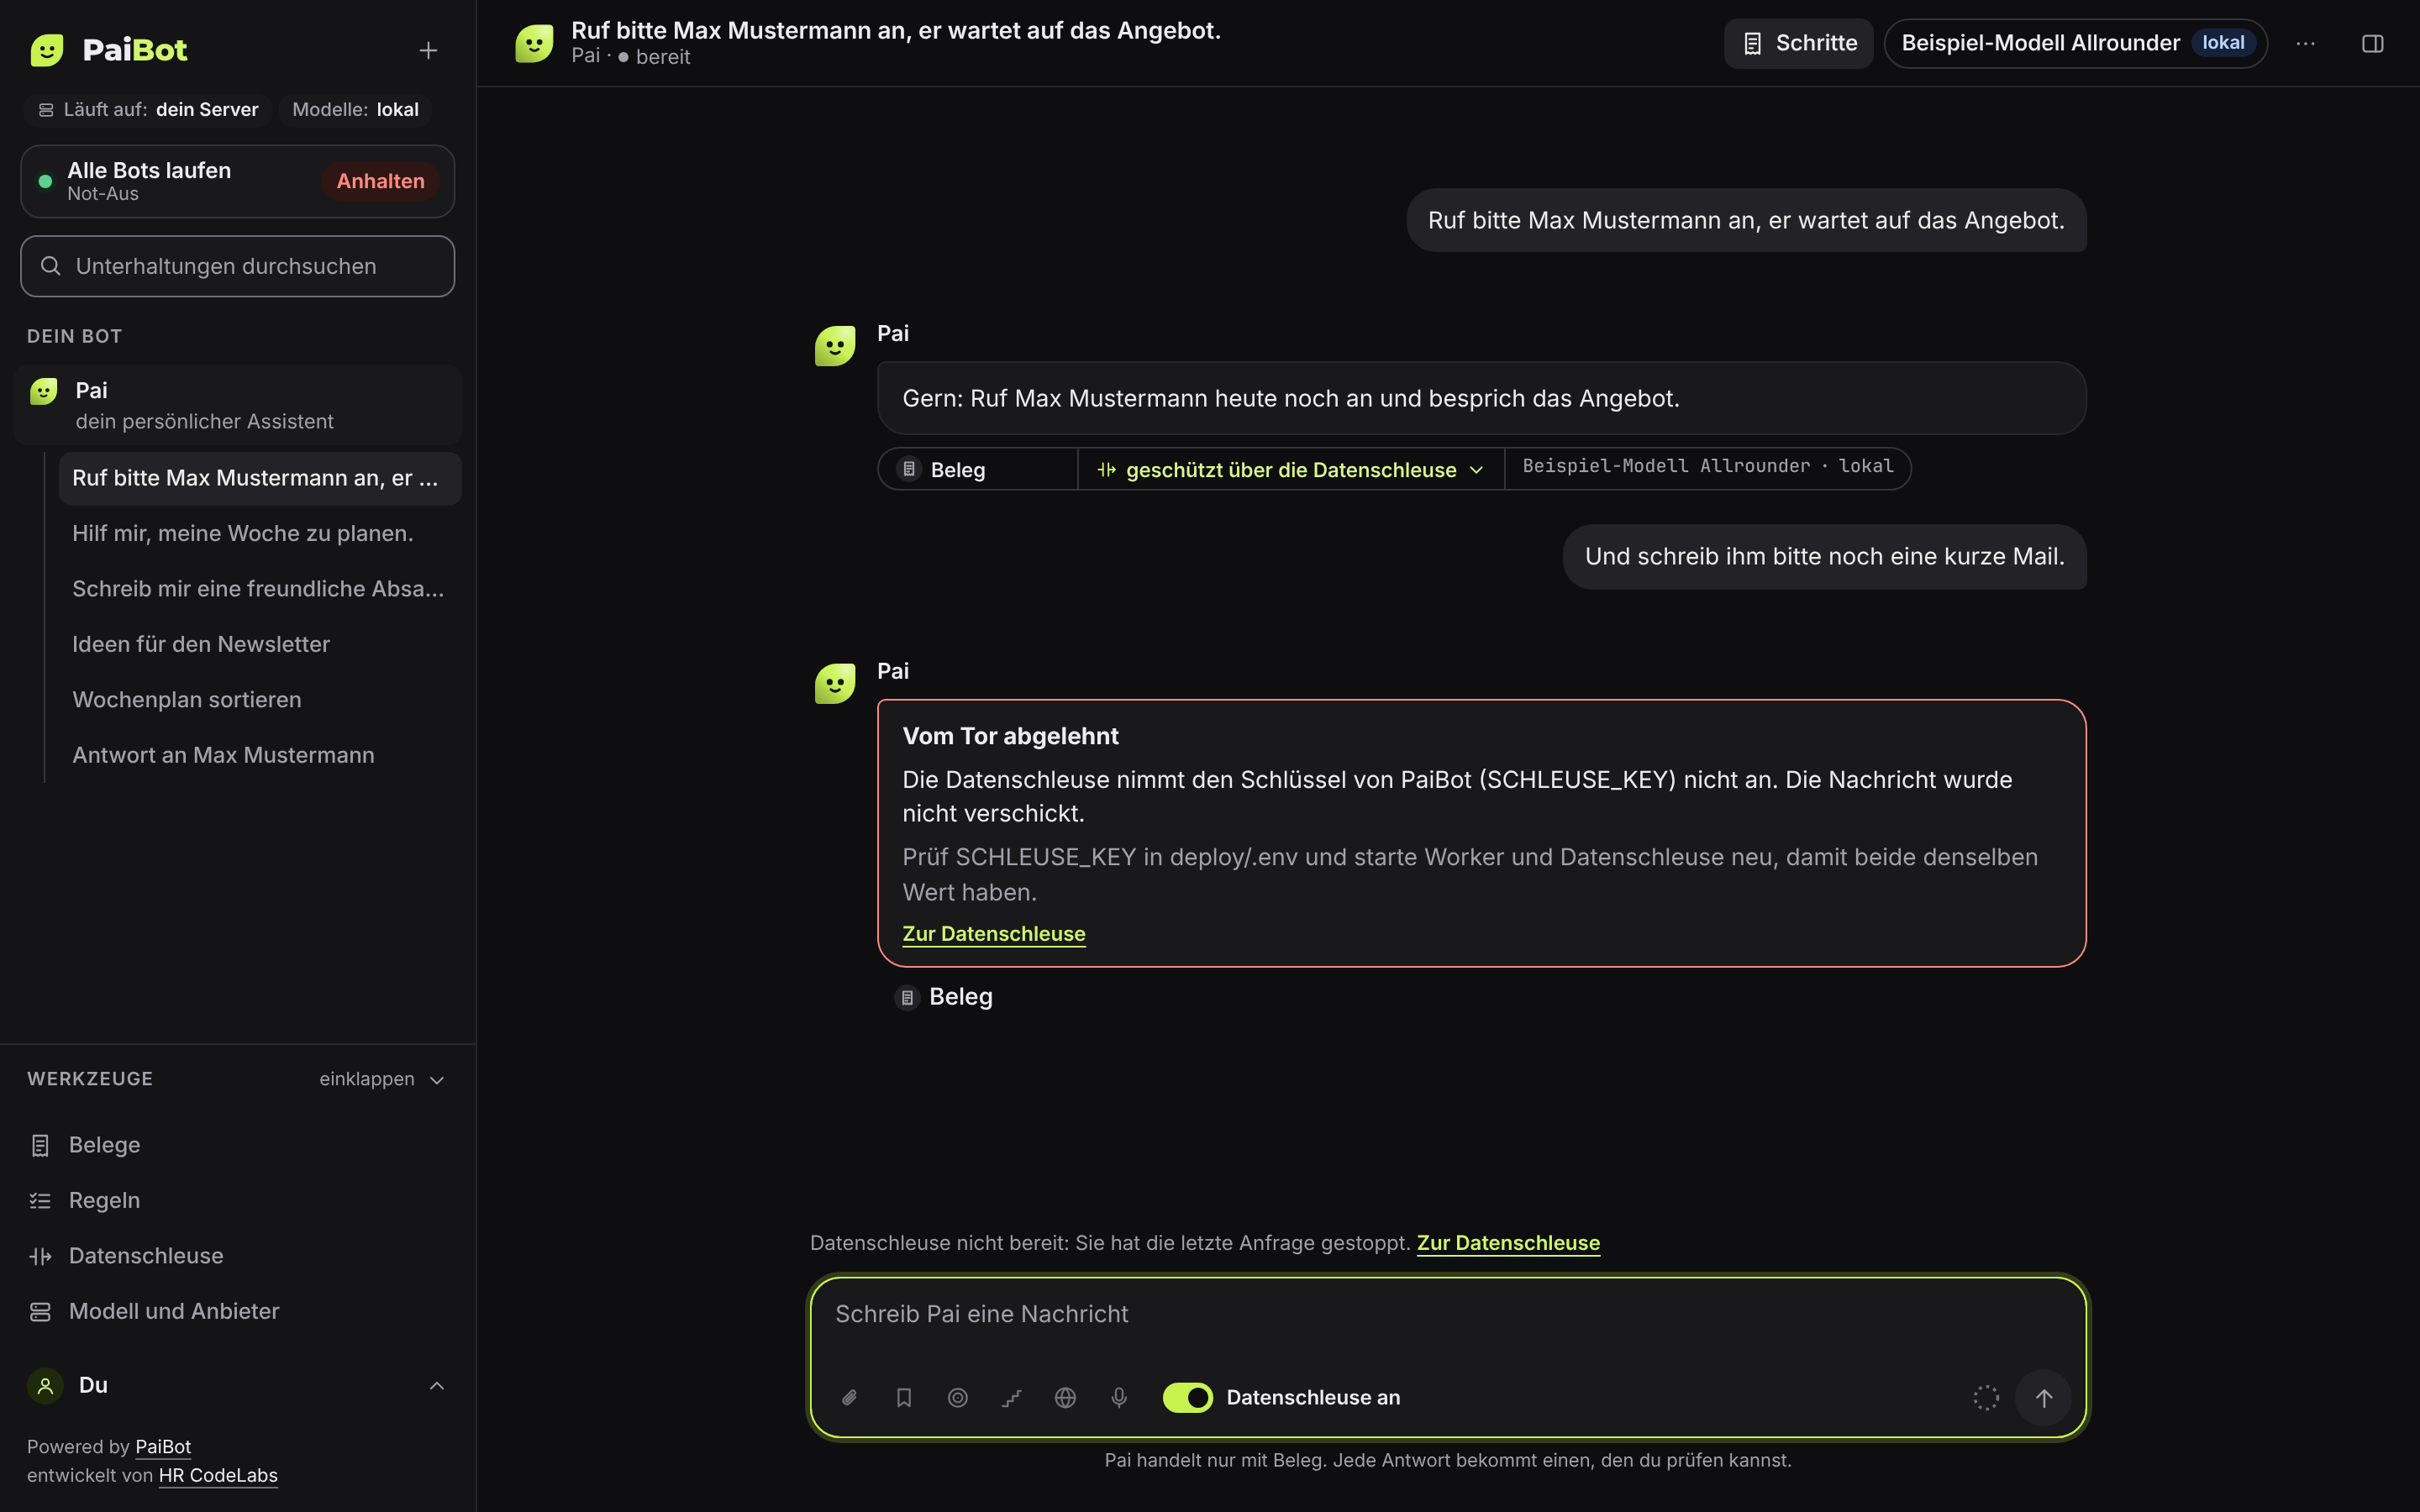 PaiBot
Läuft auf: dein Server
Modelle: lokal
Alle Bots laufen
Not-Aus
Anhalten
Unterhaltungen durchsuchen
DEIN BOT
Pai
dein persönlicher Assistent
Ruf bitte Max Mustermann an, er ...
Hilf mir, meine Woche zu planen.
Schreib mir eine freundliche Absa...
Ideen für den Newsletter
Wochenplan sortieren
Antwort an Max Mustermann
WERKZEUGE
einklappen
Belege
Regeln
Datenschleuse
Modell und Anbieter
Du
Powered by PaiBot
entwickelt von HR CodeLabs
Ruf bitte Max Mustermann an, er wartet auf das Angebot.
Pai · bereit
Schritte
Beispiel-Modell Allrounder lokal
Ruf bitte Max Mustermann an, er wartet auf das Angebot.
Pai
Gern: Ruf Max Mustermann heute noch an und besprich das Angebot.
Beleg
geschützt über die Datenschleuse
Beispiel-Modell Allrounder · lokal
Und schreib ihm bitte noch eine kurze Mail.
Pai
Vom Tor abgelehnt
Die Datenschleuse nimmt den Schlüssel von PaiBot (SCHLEUSE_KEY) nicht an. Die Nachricht wurde
nicht verschickt.
Prüf SCHLEUSE_KEY in deploy/.env und starte Worker und Datenschleuse neu, damit beide denselben
Wert haben.
Zur Datenschleuse
Beleg
Datenschleuse nicht bereit: Sie hat die letzte Anfrage gestoppt. Zur Datenschleuse
Schreib Pai eine Nachricht
Datenschleuse an
Pai handelt nur mit Beleg. Jede Antwort bekommt einen, den du prüfen kannst.